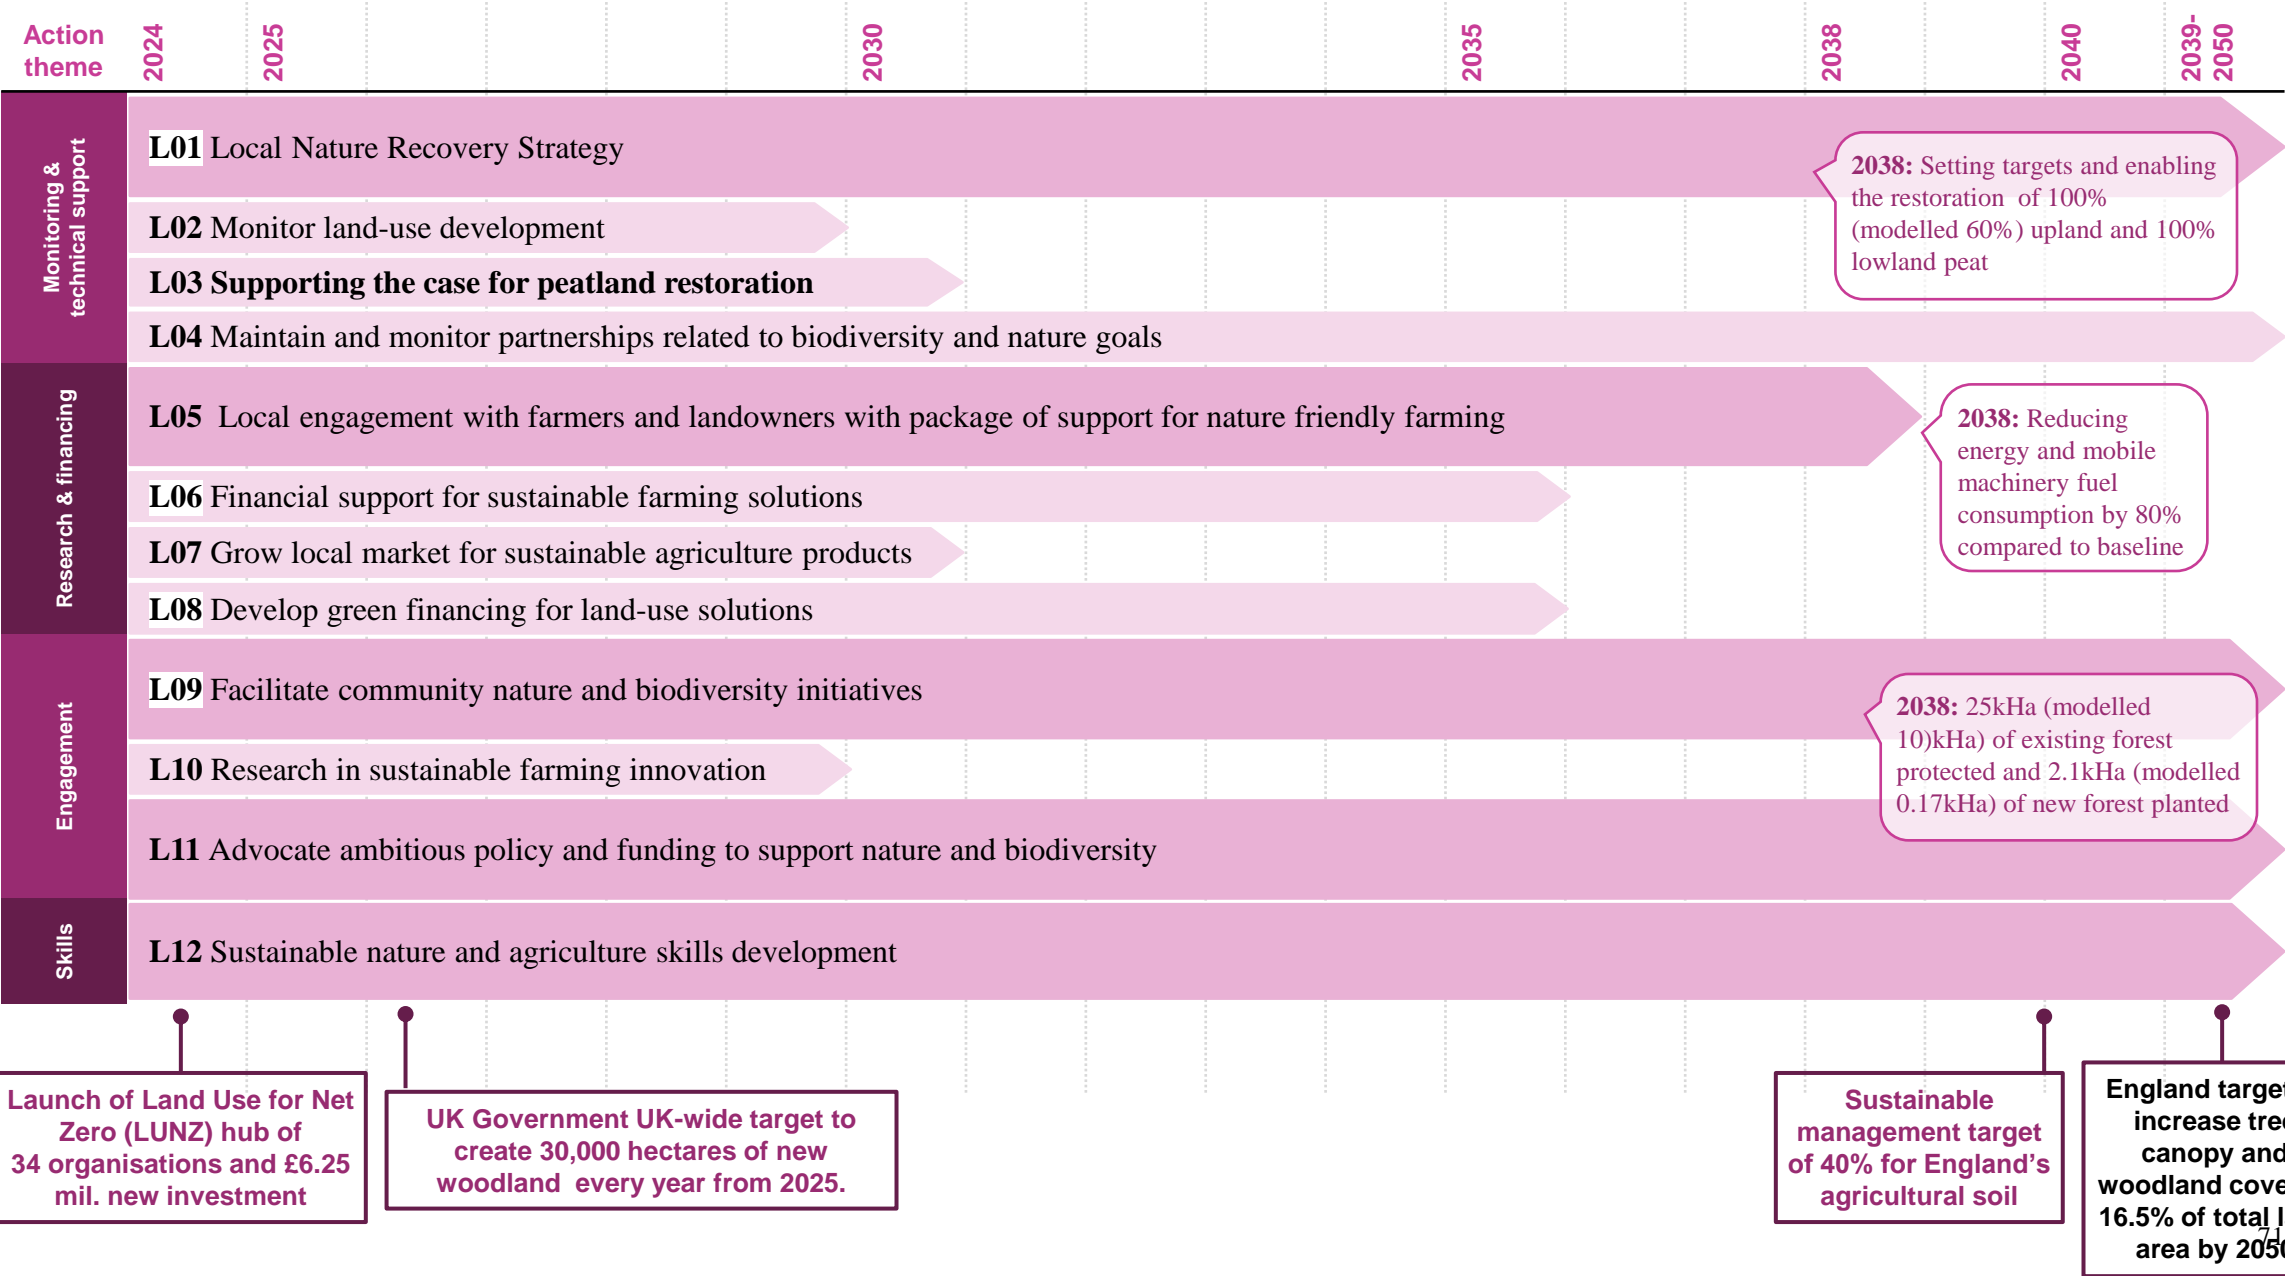 Action
theme
2024
2025
2030
2035
2038
2040
2039-
2050
Monitoring &
technical support
L01 Local Nature Recovery Strategy
L02 Monitor land-use development
L03 Supporting the case for peatland restoration
L04 Maintain and monitor partnerships related to biodiversity and nature goals
2038: Setting targets and enabling
the restoration of 100%
(modelled 60%) upland and 100%
lowland peat
Research & financing
L05 Local engagement with farmers and landowners with package of support for nature friendly farming
L06 Financial support for sustainable farming solutions
L07 Grow local market for sustainable agriculture products
L08 Develop green financing for land-use solutions
2038: Reducing
energy and mobile
machinery fuel
consumption by 80%
compared to baseline
Engagement
L09 Facilitate community nature and biodiversity initiatives
L10 Research in sustainable farming innovation
L11 Advocate ambitious policy and funding to support nature and biodiversity
2038: 25kHa (modelled
10)kHa) of existing forest
protected and 2.1kHa (modelled
0.17kHa) of new forest planted
Skills
L12 Sustainable nature and agriculture skills development
Launch of Land Use for Net
Zero (LUNZ) hub of
34 organisations and £6.25
mil. new investment
UK Government UK-wide target to
create 30,000 hectares of new
woodland every year from 2025.
Sustainable
management target
of 40% for England’s
agricultural soil
England target
increase
canopy and
woodland
16.5% of total
area by 2050
71